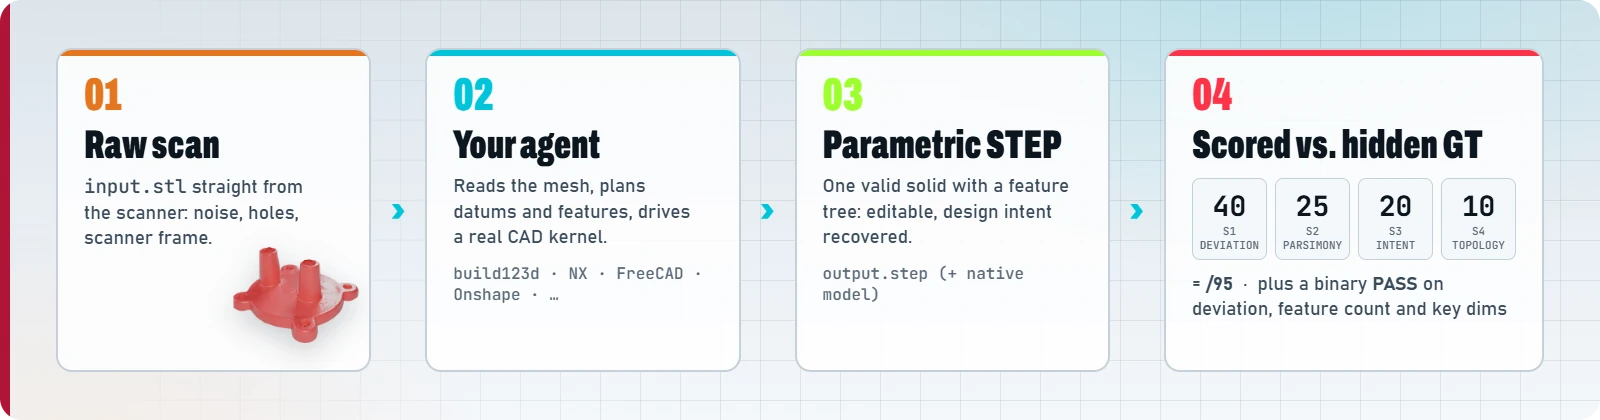 01
Raw scan
input.stl straight from
the scanner: noise, holes,
scanner frame.
›
02
Your agent
Reads the mesh, plans
datums and features, drives
a real CAD kernel.
build123d · NX · FreeCAD ·
Onshape · …
›
03
Parametric STEP
One valid solid with a feature
tree: editable, design intent
recovered.
output.step (+ native
model)
›
04
Scored vs. hidden GT
40
S1
DEVIATION
25
S2
PARSIMONY
20
S3
INTENT
10
S4
TOPOLOGY
= /95 · plus a binary PASS on
deviation, feature count and key dims